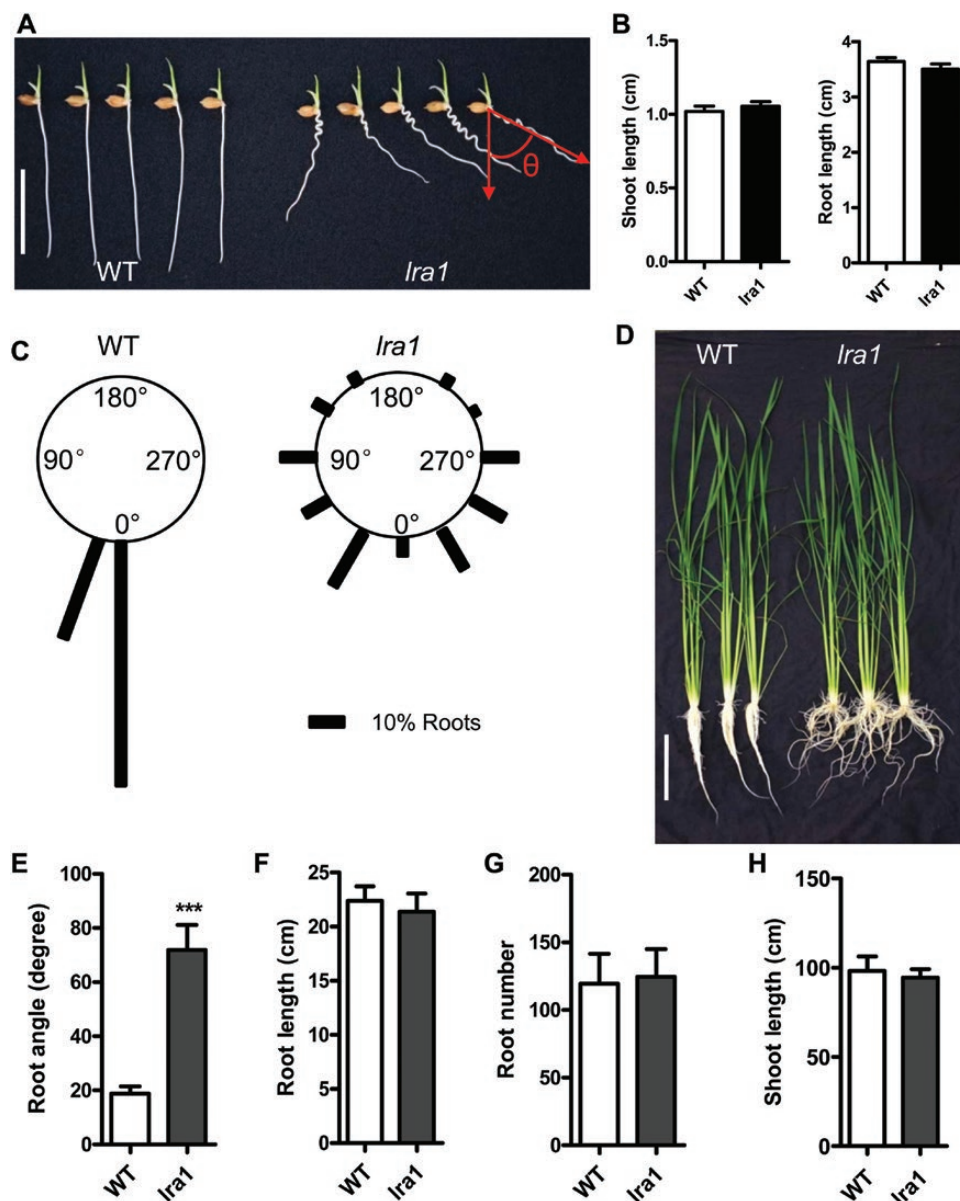 A
WT
lra1
θ
B
Shoot length (cm)
1.5
1.0
0.5
0.0
WT
lra1
Root length (cm)
4
3
2
1
0
WT
lra1
C
WT
180°
90°
270°
0°
lra1
180°
90°
270°
0°
10% Roots
D
WT
lra1
E
Root angle (degree)
100
80
60
40
20
0
***
WT
lra1
F
Root length (cm)
25
20
15
10
5
0
WT
lra1
G
Root number
200
150
100
50
0
WT
lra1
H
Shoot length (cm)
150
100
50
0
WT
lra1